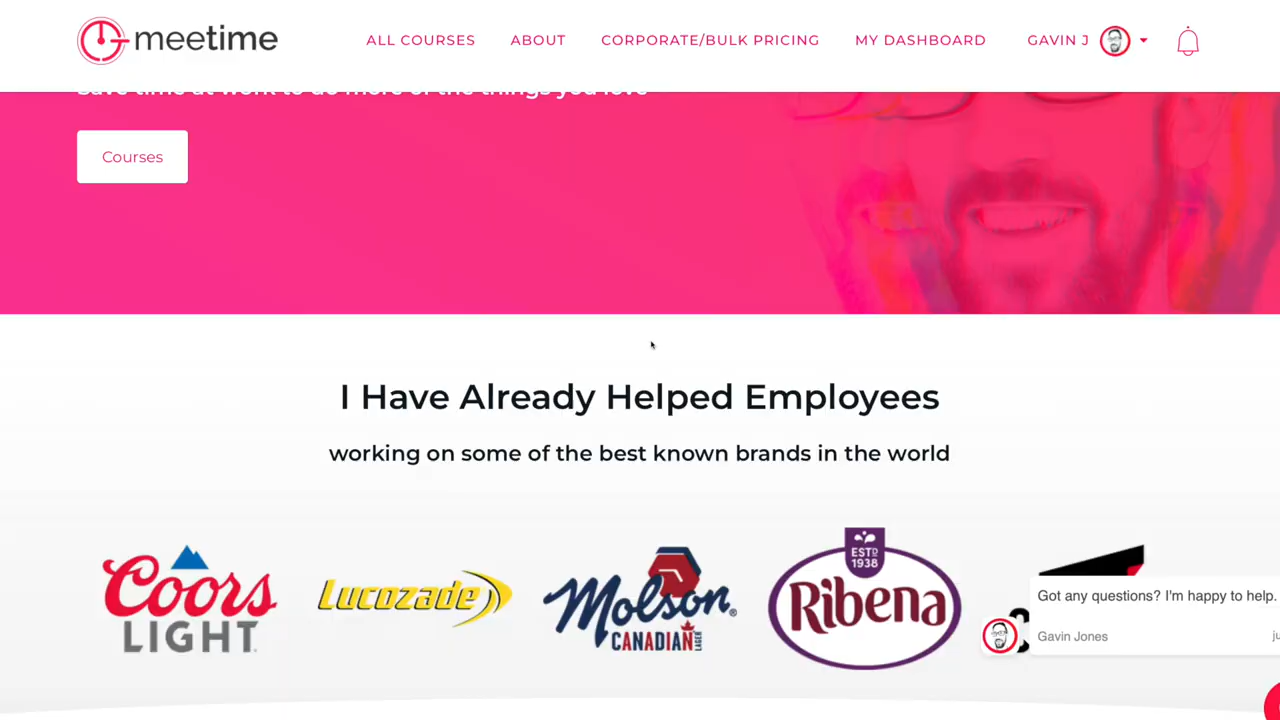 meetime
ALL COURSES
ABOUT
CORPORATE/BULK PRICING
MY DASHBOARD
GAVIN J
Save time at work to do more of the things you love
Courses
I Have Already Helped Employees
working on some of the best known brands in the world
Coors
LIGHT
Lucozade
Molson
CANADIAN
LAGER
ESTD
1938
Ribena
Got any questions? I'm happy to help.
Gavin Jones